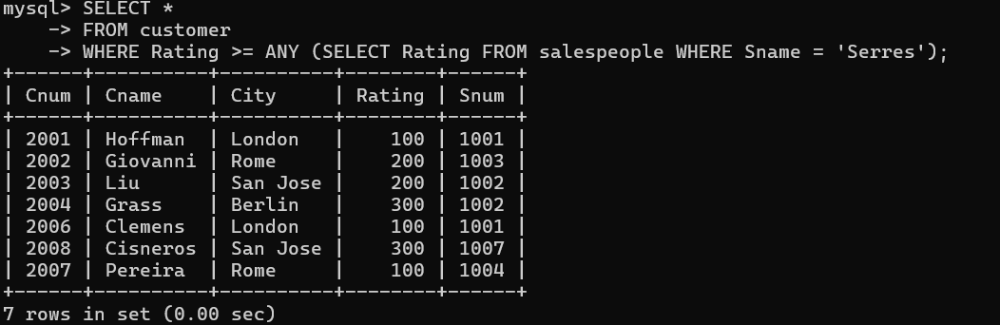 mysql> SELECT *
    -> FROM customer
    -> WHERE Rating >= ANY (SELECT Rating FROM salespeople WHERE Sname = 'Serres');
+------+----------+----------+--------+------+
| Cnum | Cname    | City     | Rating | Snum |
+------+----------+----------+--------+------+
| 2001 | Hoffman  | London   |    100 | 1001 |
| 2002 | Giovanni | Rome     |    200 | 1003 |
| 2003 | Liu      | San Jose |    200 | 1002 |
| 2004 | Grass    | Berlin   |    300 | 1002 |
| 2006 | Clemens  | London   |    100 | 1001 |
| 2008 | Cisneros | San Jose |    300 | 1007 |
| 2007 | Pereira  | Rome     |    100 | 1004 |
+------+----------+----------+--------+------+
7 rows in set (0.00 sec)